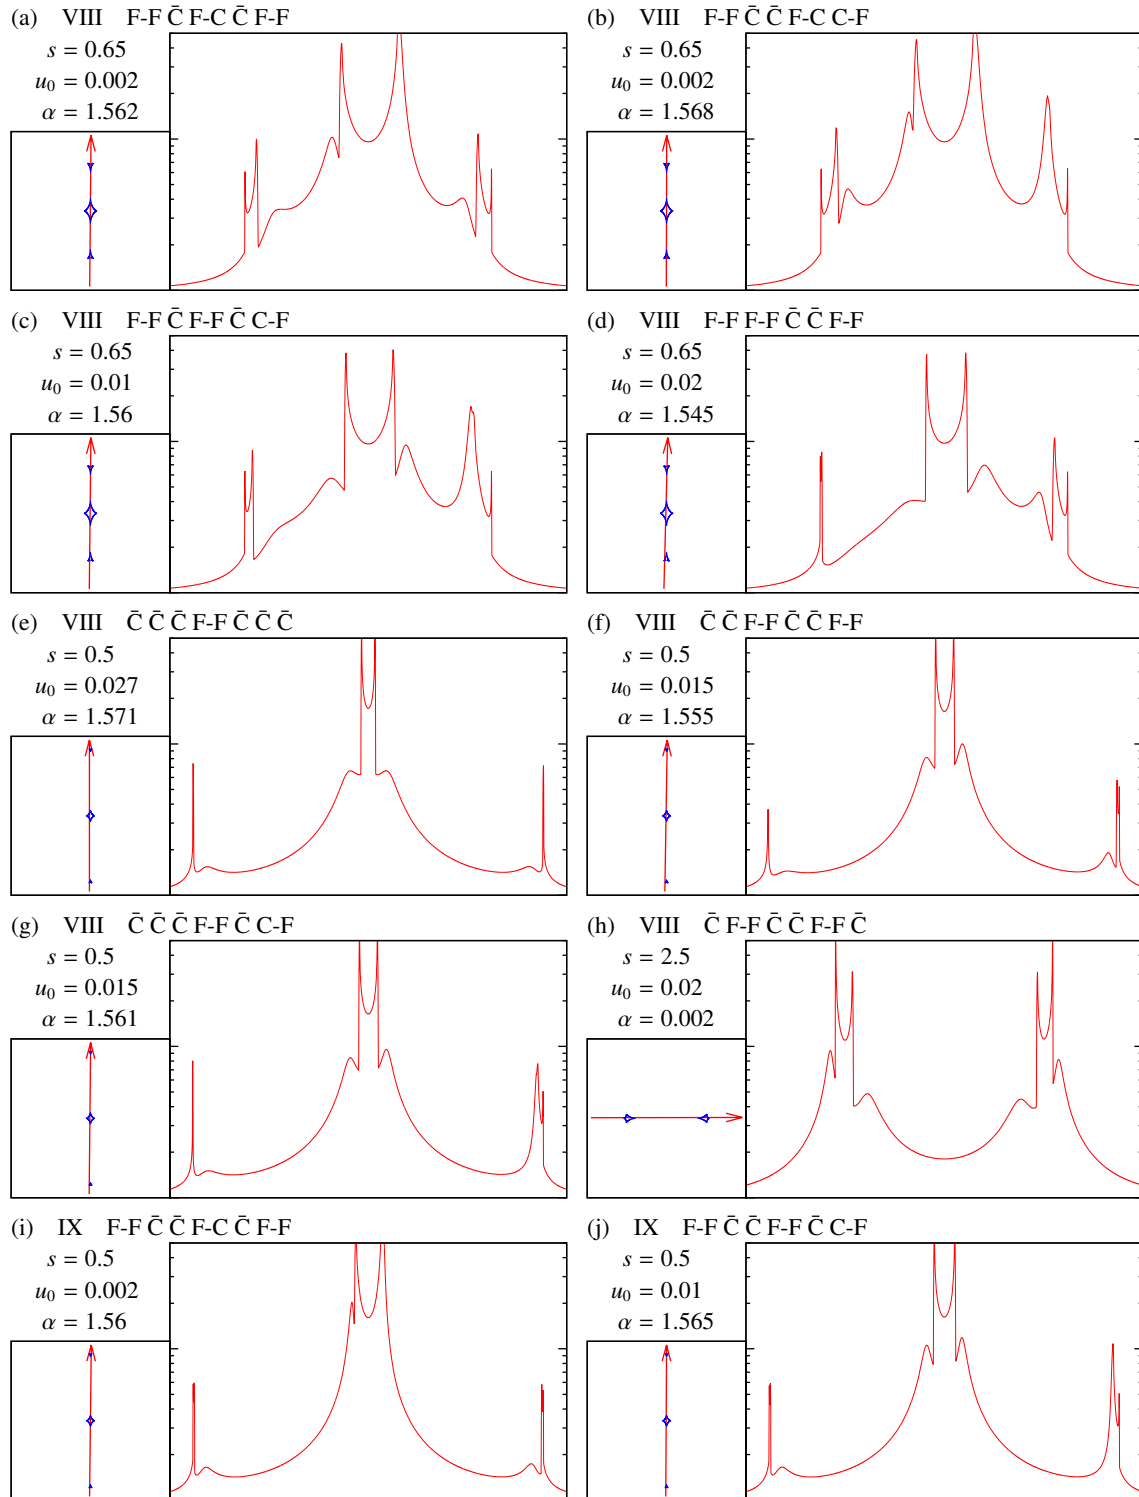 (a) VIII F-F C̄ F-C C̄ F-F
s = 0.65
u₀ = 0.002
α = 1.562
(b) VIII F-F C̄ C̄ F-C C-F
s = 0.65
u₀ = 0.002
α = 1.568
(c) VIII F-F C̄ F-F C̄ C-F
s = 0.65
u₀ = 0.01
α = 1.56
(d) VIII F-F F-F C̄ C̄ F-F
s = 0.65
u₀ = 0.02
α = 1.545
(e) VIII C̄ C̄ C̄ F-F C̄ C̄ C̄
s = 0.5
u₀ = 0.027
α = 1.571
(f) VIII C̄ C̄ F-F C̄ C̄ F-F
s = 0.5
u₀ = 0.015
α = 1.555
(g) VIII C̄ C̄ C̄ F-F C̄ C-F
s = 0.5
u₀ = 0.015
α = 1.561
(h) VIII C̄ F-F C̄ C̄ F-F C̄
s = 2.5
u₀ = 0.02
α = 0.002
(i) IX F-F C̄ C̄ F-C C̄ F-F
s = 0.5
u₀ = 0.002
α = 1.56
(j) IX F-F C̄ C̄ F-F C̄ C-F
s = 0.5
u₀ = 0.01
α = 1.565